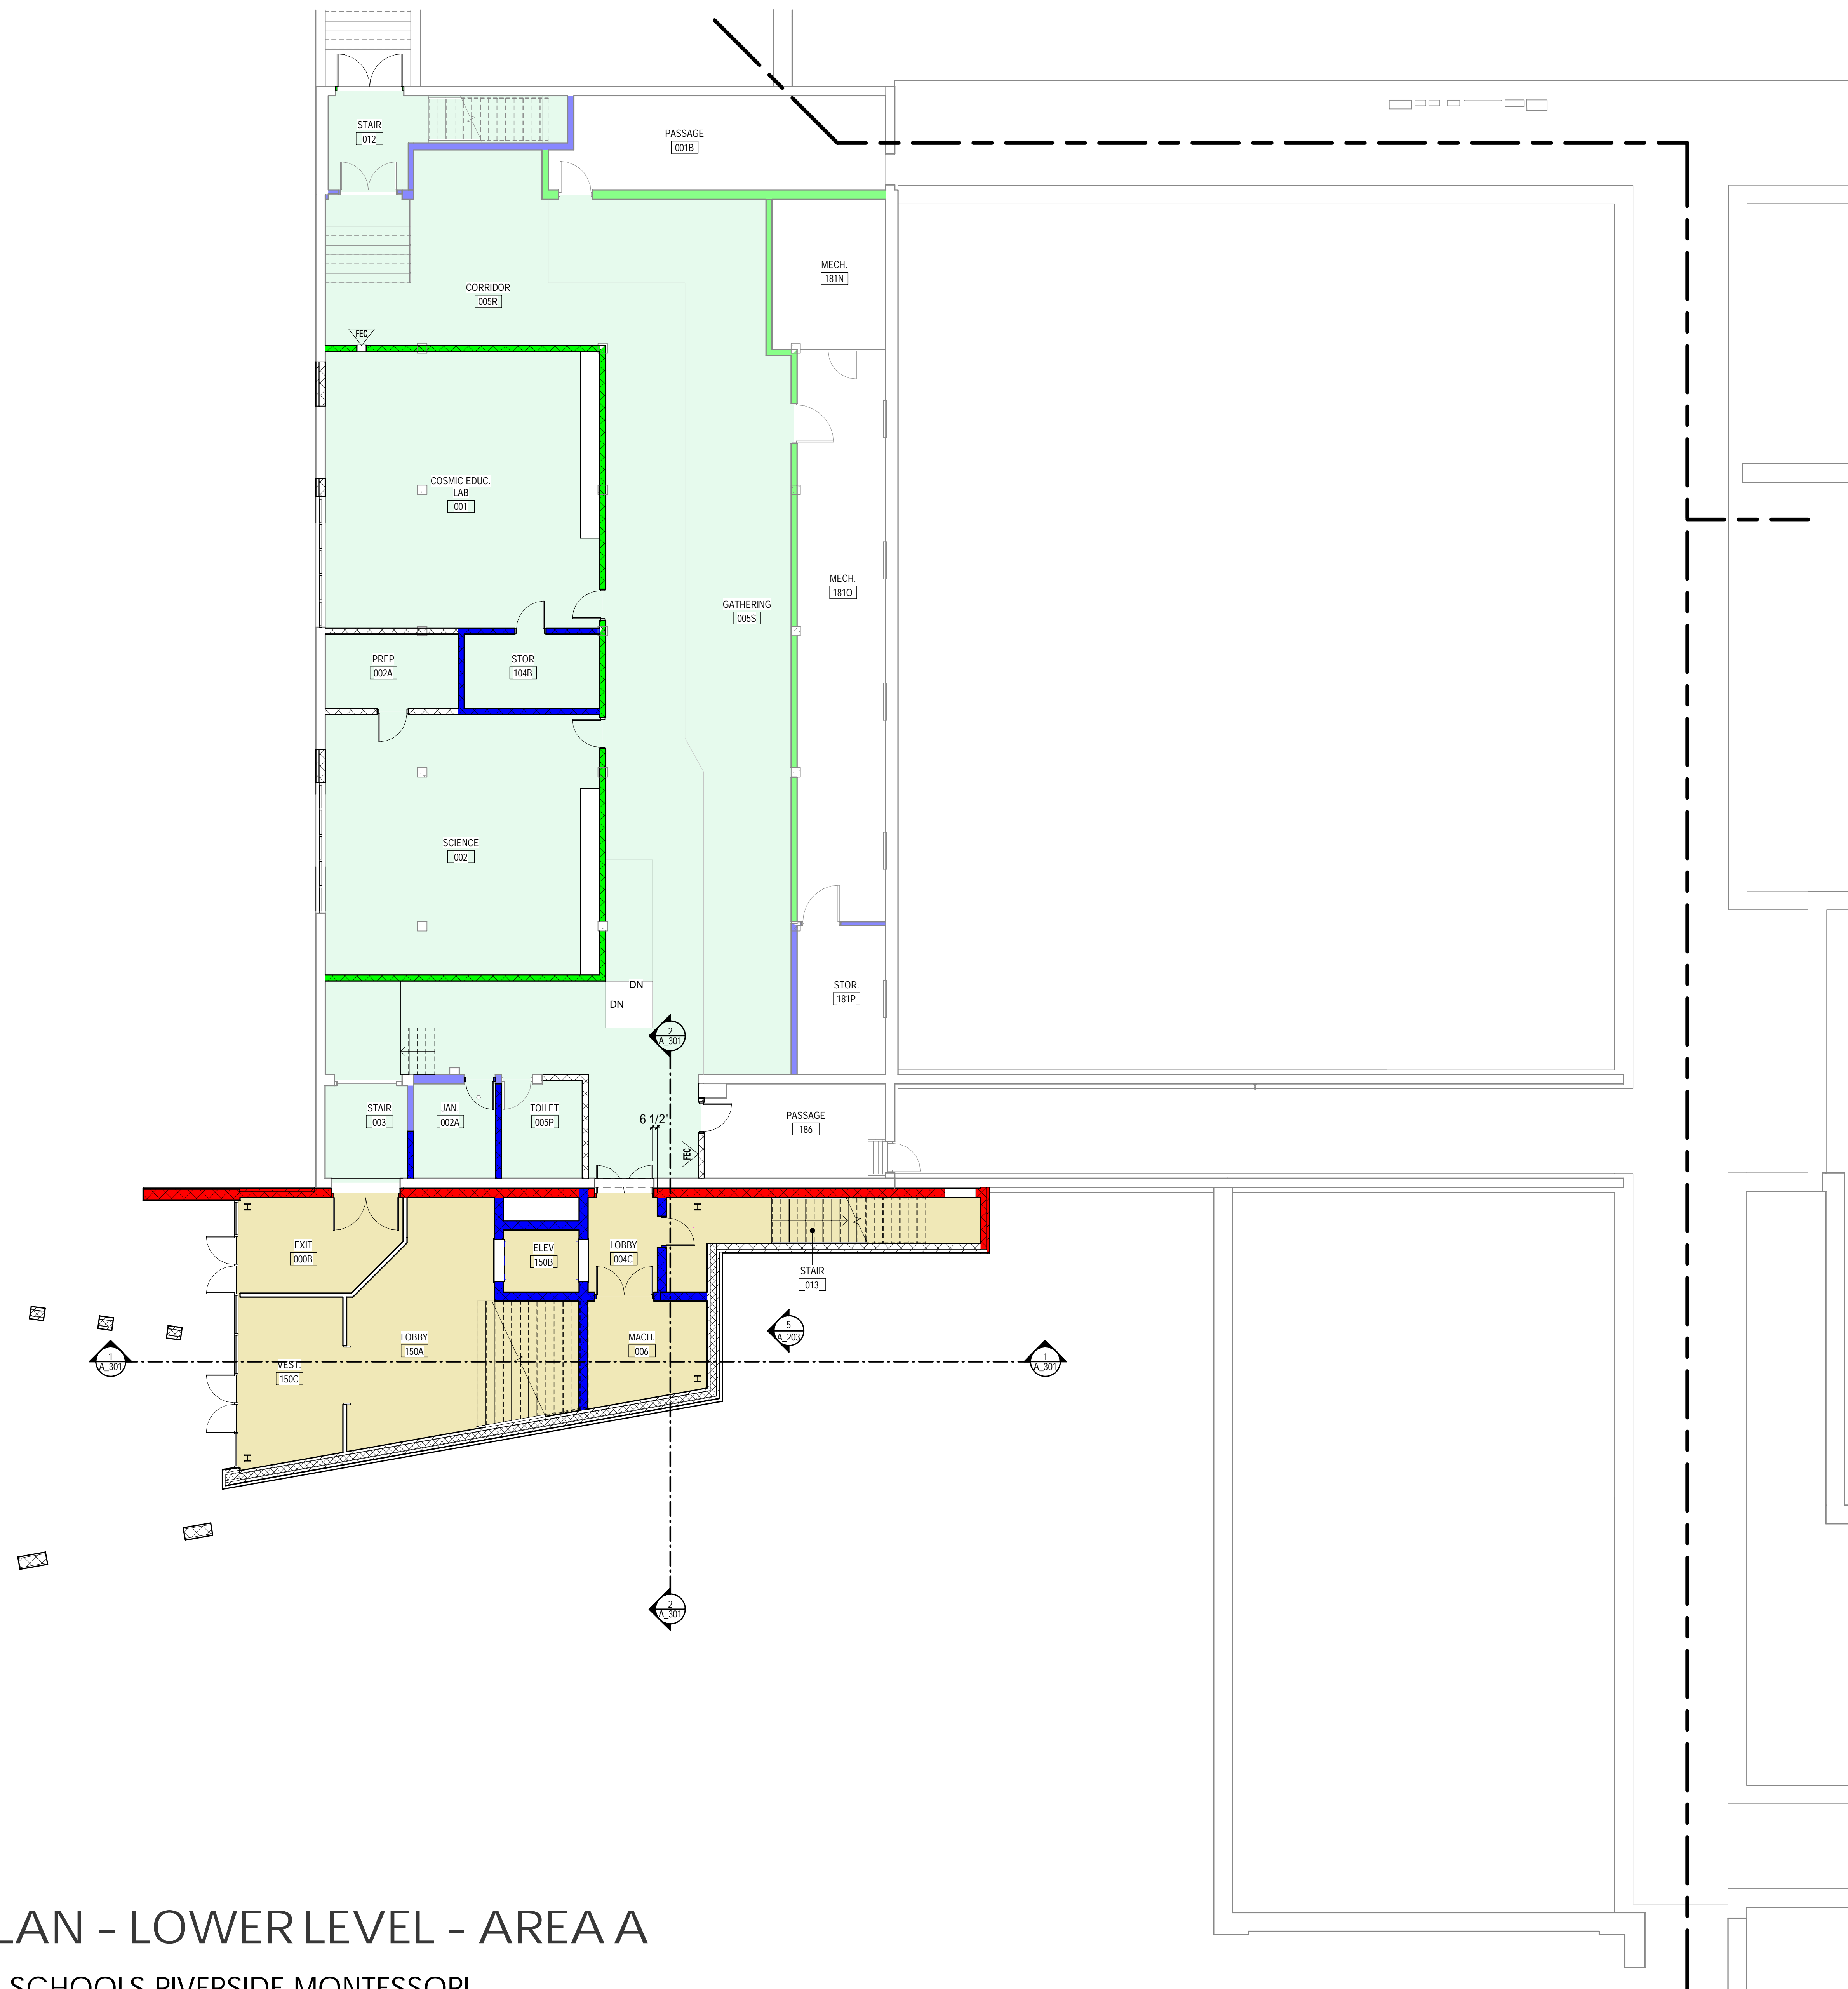 STAIR
012
PASSAGE
001B
MECH.
181N
CORRIDOR
005R
FEC
COSMIC EDUC.
LAB
001
MECH.
181Q
GATHERING
005S
PREP
002A
STOR
104B
SCIENCE
002
DN
DN
STOR.
181P
2
A_301
STAIR
003
JAN.
002A
TOILET
005P
6 1/2"
PASSAGE
186
FEC
EXIT
000B
ELEV
150B
LOBBY
004C
STAIR
013
5
A_203
LOBBY
150A
MACH.
006
1
A_301
VEST.
150C
1
A_301
2
A_301
LAN - LOWER LEVEL - AREA A
SCHOOLS RIVERSIDE MONTESSORI